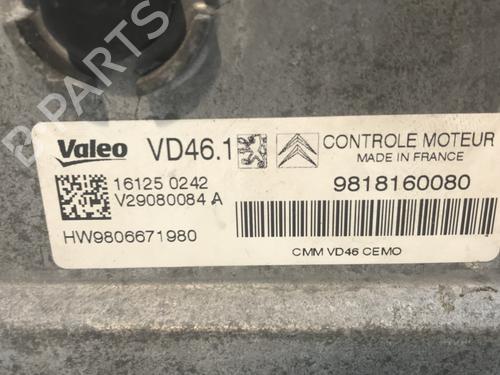 B PARTS
Valeo VD46.1 CONTROLE MOTEUR
MADE IN FRANCE
16125 0242
V29080084 A
9818160080
HW9806671980
CMM VD46 CEMO